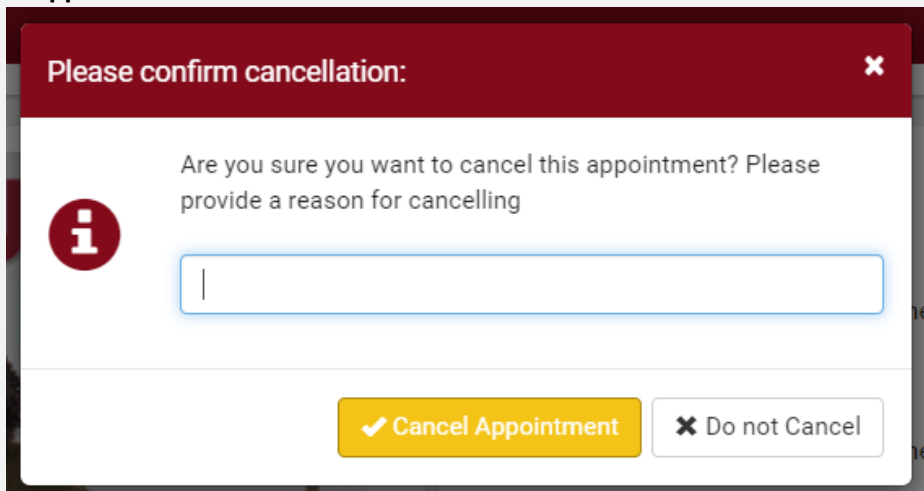 Please confirm cancellation:
Are you sure you want to cancel this appointment? Please
provide a reason for cancelling
Cancel Appointment
Do not Cancel